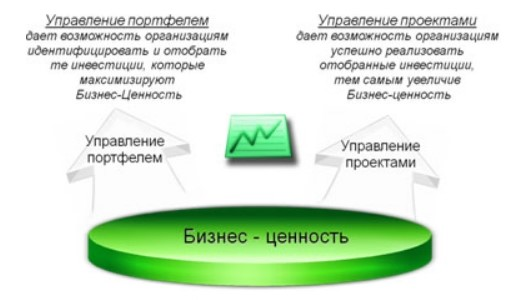 Управление портфелем
дает возможность организациям
идентифицировать и отобрать
те инвестиции, которые
максимизируют
Бизнес-Ценность
Управление проектами
дает возможность организациям
успешно реализовать
отобранные инвестиции,
тем самым увеличив
Бизнес-ценность
Управление
портфелем
Управление
проектами
Бизнес - ценность